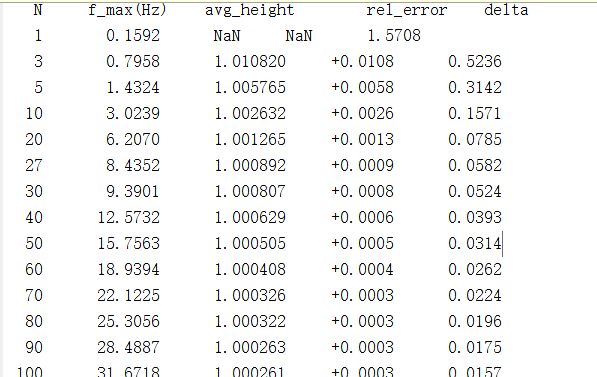 N f_max(Hz) avg_height rel_error delta
1 0.1592 NaN NaN 1.5708
3 0.7958 1.010820 +0.0108 0.5236
5 1.4324 1.005765 +0.0058 0.3142
10 3.0239 1.002632 +0.0026 0.1571
20 6.2070 1.001265 +0.0013 0.0785
27 8.4352 1.000892 +0.0009 0.0582
30 9.3901 1.000807 +0.0008 0.0524
40 12.5732 1.000629 +0.0006 0.0393
50 15.7563 1.000505 +0.0005 0.0314
60 18.9394 1.000408 +0.0004 0.0262
70 22.1225 1.000326 +0.0003 0.0224
80 25.3056 1.000322 +0.0003 0.0196
90 28.4887 1.000263 +0.0003 0.0175
100 31.6718 1.000261 +0.0003 0.0157